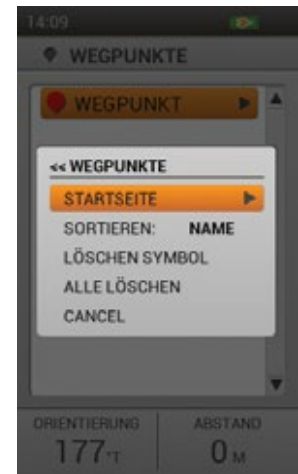 14:09
WEGPUNKTE
WEGPUNKT
<< WEGPUNKTE
STARTSEITE
SORTIEREN: NAME
LÖSCHEN SYMBOL
ALLE LÖSCHEN
CANCEL
ORIENTIERUNG ABSTAND
177°T 0 M